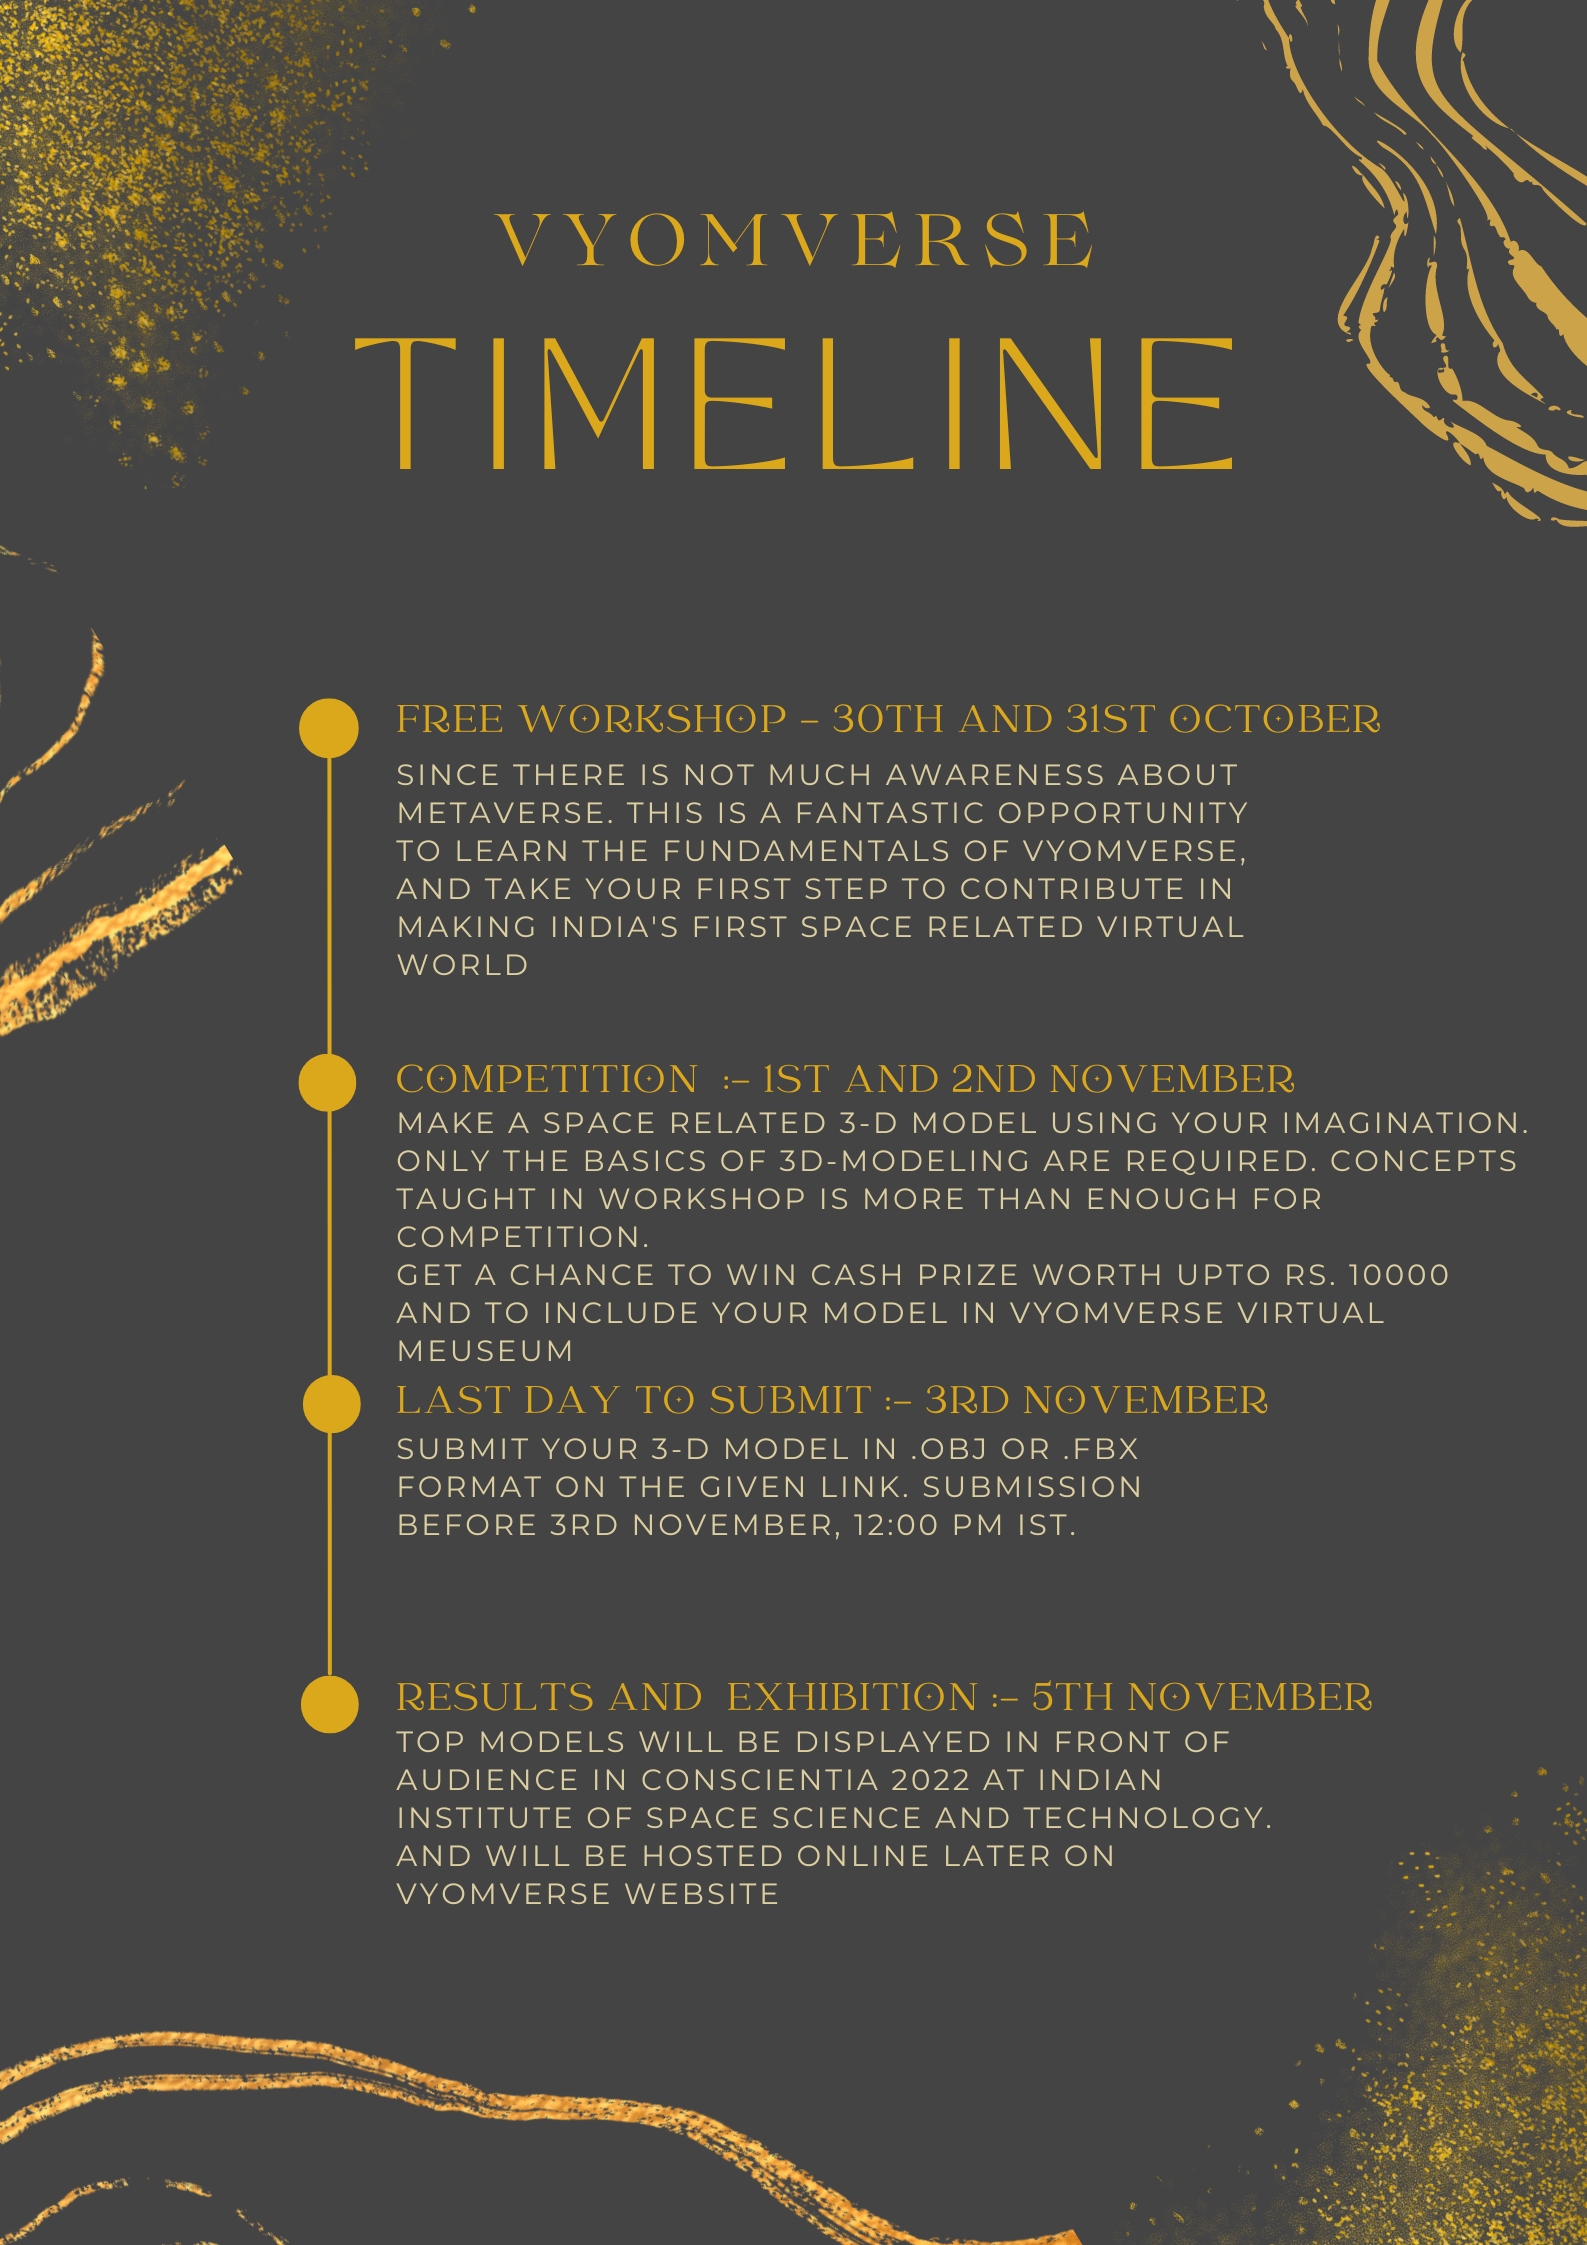 VYOMVERSE
TIMELINE
FREE WORKSHOP – 30TH AND 31ST OCTOBER
SINCE THERE IS NOT MUCH AWARENESS ABOUT
METAVERSE. THIS IS A FANTASTIC OPPORTUNITY
TO LEARN THE FUNDAMENTALS OF VYOMVERSE,
AND TAKE YOUR FIRST STEP TO CONTRIBUTE IN
MAKING INDIA'S FIRST SPACE RELATED VIRTUAL
WORLD
COMPETITION :– 1ST AND 2ND NOVEMBER
MAKE A SPACE RELATED 3-D MODEL USING YOUR IMAGINATION.
ONLY THE BASICS OF 3D-MODELING ARE REQUIRED. CONCEPTS
TAUGHT IN WORKSHOP IS MORE THAN ENOUGH FOR
COMPETITION.
GET A CHANCE TO WIN CASH PRIZE WORTH UPTO RS. 10000
AND TO INCLUDE YOUR MODEL IN VYOMVERSE VIRTUAL
MEUSEUM
LAST DAY TO SUBMIT :– 3RD NOVEMBER
SUBMIT YOUR 3-D MODEL IN .OBJ OR .FBX
FORMAT ON THE GIVEN LINK. SUBMISSION
BEFORE 3RD NOVEMBER, 12:00 PM IST.
RESULTS AND EXHIBITION :– 5TH NOVEMBER
TOP MODELS WILL BE DISPLAYED IN FRONT OF
AUDIENCE IN CONSCIENTIA 2022 AT INDIAN
INSTITUTE OF SPACE SCIENCE AND TECHNOLOGY.
AND WILL BE HOSTED ONLINE LATER ON
VYOMVERSE WEBSITE